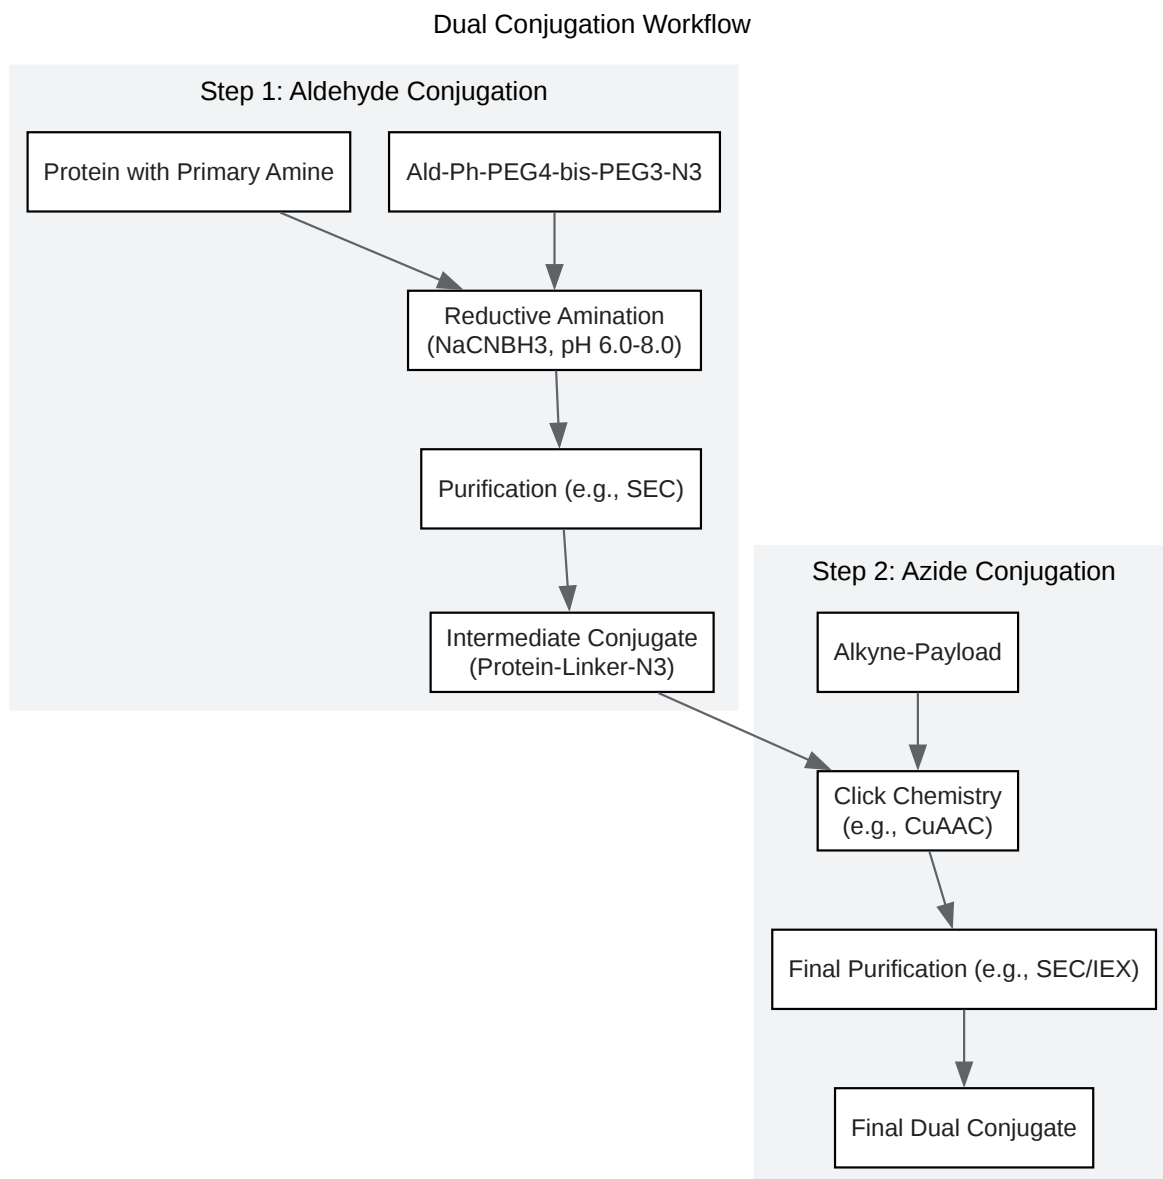 Dual Conjugation Workflow
Step 1: Aldehyde Conjugation
Protein with Primary Amine
Ald-Ph-PEG4-bis-PEG3-N3
Reductive Amination
(NaCNBH3, pH 6.0-8.0)
Purification (e.g., SEC)
Intermediate Conjugate
(Protein-Linker-N3)
Step 2: Azide Conjugation
Alkyne-Payload
Click Chemistry
(e.g., CuAAC)
Final Purification (e.g., SEC/IEX)
Final Dual Conjugate